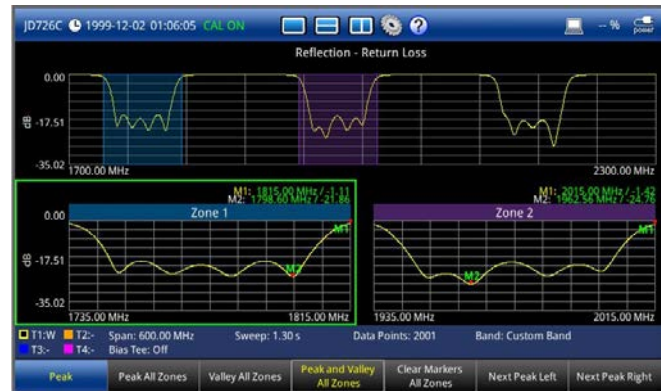 JD726C 1999-12-02 01:06:05 CAL ON -- % power
Reflection - Return Loss
0.00
dB -17.51
-35.02
1700.00 MHz 2300.00 MHz
M1: 1815.00 MHz / -1.11 M1: 2015.00 MHz / -1.42
M2: 1798.60 MHz / -21.86 M2: 1962.56 MHz / -24.76
0.00 Zone 1 Zone 2
M1 M1
dB -17.51 M2 M2
-35.02
1735.00 MHz 1815.00 MHz 1935.00 MHz 2015.00 MHz
T1:W T2:- Span: 600.00 MHz Sweep: 1.30 s Data Points: 2001 Band: Custom Band
T3:- T4:- Bias Tee: Off
Peak Peak All Zones Valley All Zones Peak and Valley All Zones Clear Markers All Zones Next Peak Left Next Peak Right